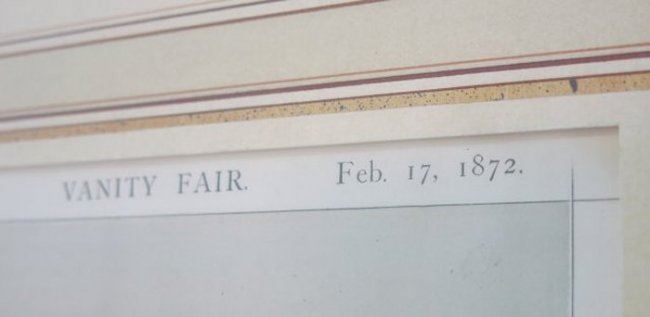 VANITY FAIR. Feb. 17, 1872.